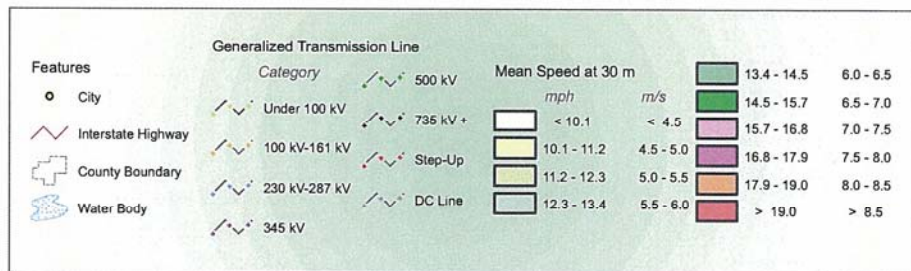 Features
City
Interstate Highway
County Boundary
Water Body
Generalized Transmission Line
Category
Under 100 kV
100 kV-161 kV
230 kV-287 kV
345 kV
500 kV
735 kV +
Step-Up
DC Line
Mean Speed at 30 m
mph m/s
< 10.1 < 4.5
10.1 - 11.2 4.5 - 5.0
11.2 - 12.3 5.0 - 5.5
12.3 - 13.4 5.5 - 6.0
13.4 - 14.5 6.0 - 6.5
14.5 - 15.7 6.5 - 7.0
15.7 - 16.8 7.0 - 7.5
16.8 - 17.9 7.5 - 8.0
17.9 - 19.0 8.0 - 8.5
> 19.0 > 8.5